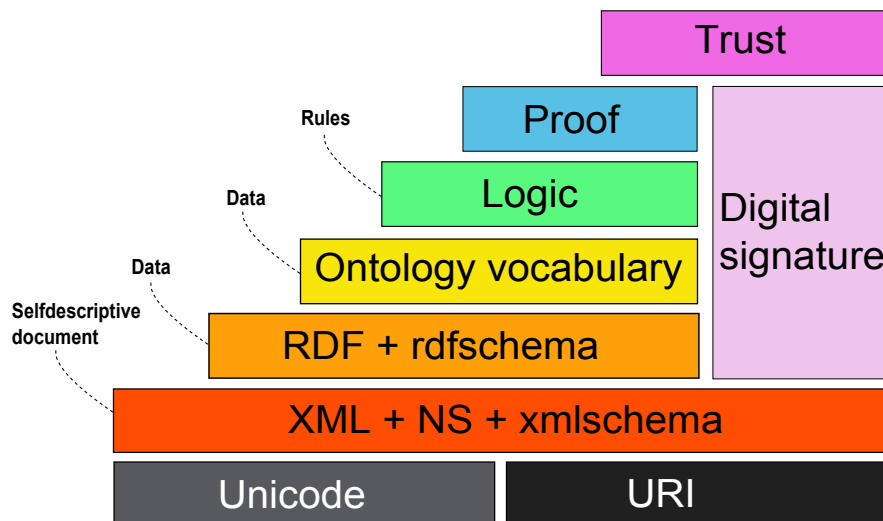 Trust
Proof
Rules
Logic
Data
Digital
signature
Ontology vocabulary
Data
RDF + rdfschema
Selfdescriptive
document
XML + NS + xmlschema
Unicode
URI